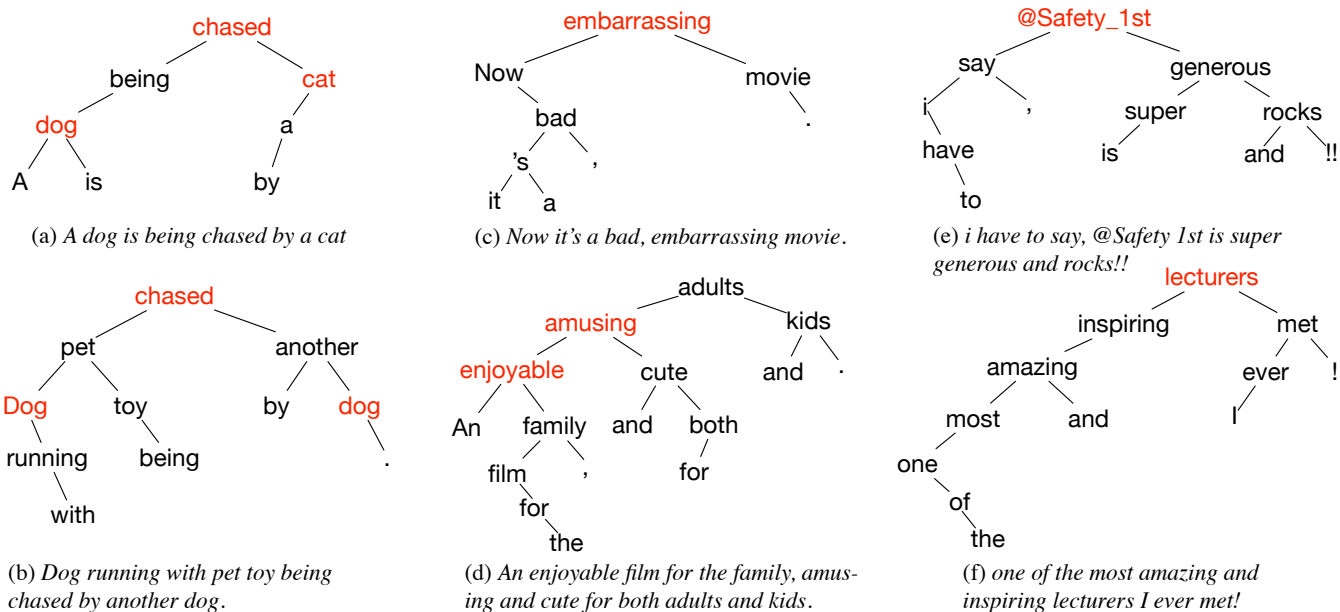 chased
being
cat
dog
a
A
is
by
(a) A dog is being chased by a cat
chased
pet
another
Dog
toy
by
dog
running
being
.
with
(b) Dog running with pet toy being
chased by another dog.
embarrassing
Now
movie
bad
.
's
,
it
a
(c) Now it's a bad, embarrassing movie.
adults
amusing
kids
enjoyable
cute
and
.
An
family
and
both
film
,
for
for
the
(d) An enjoyable film for the family, amus-
ing and cute for both adults and kids.
@Safety_1st
say
generous
i
,
super
rocks
have
is
and
!!
to
(e) i have to say, @Safety 1st is super
generous and rocks!!
lecturers
inspiring
met
amazing
ever
!
most
and
I
one
of
the
(f) one of the most amazing and
inspiring lecturers I ever met!